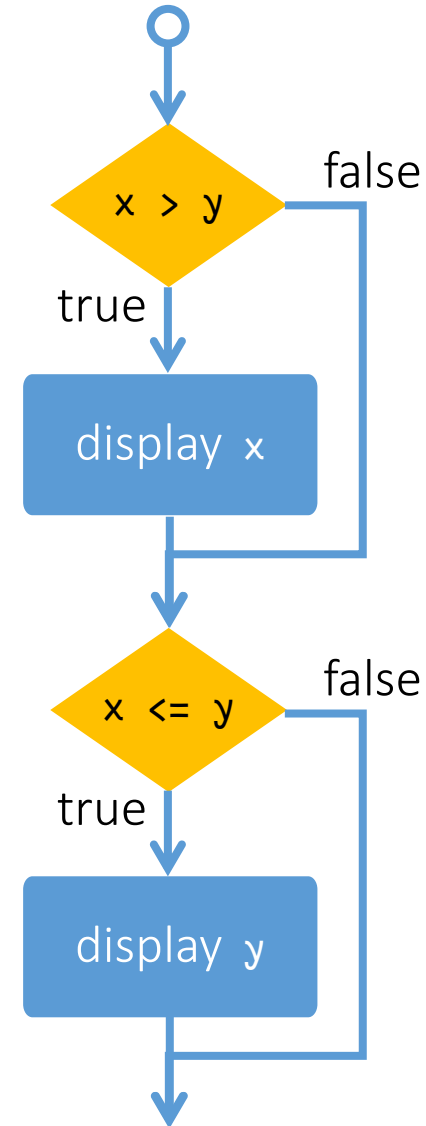 x > y
false
true
display x
x <= y
false
true
display y